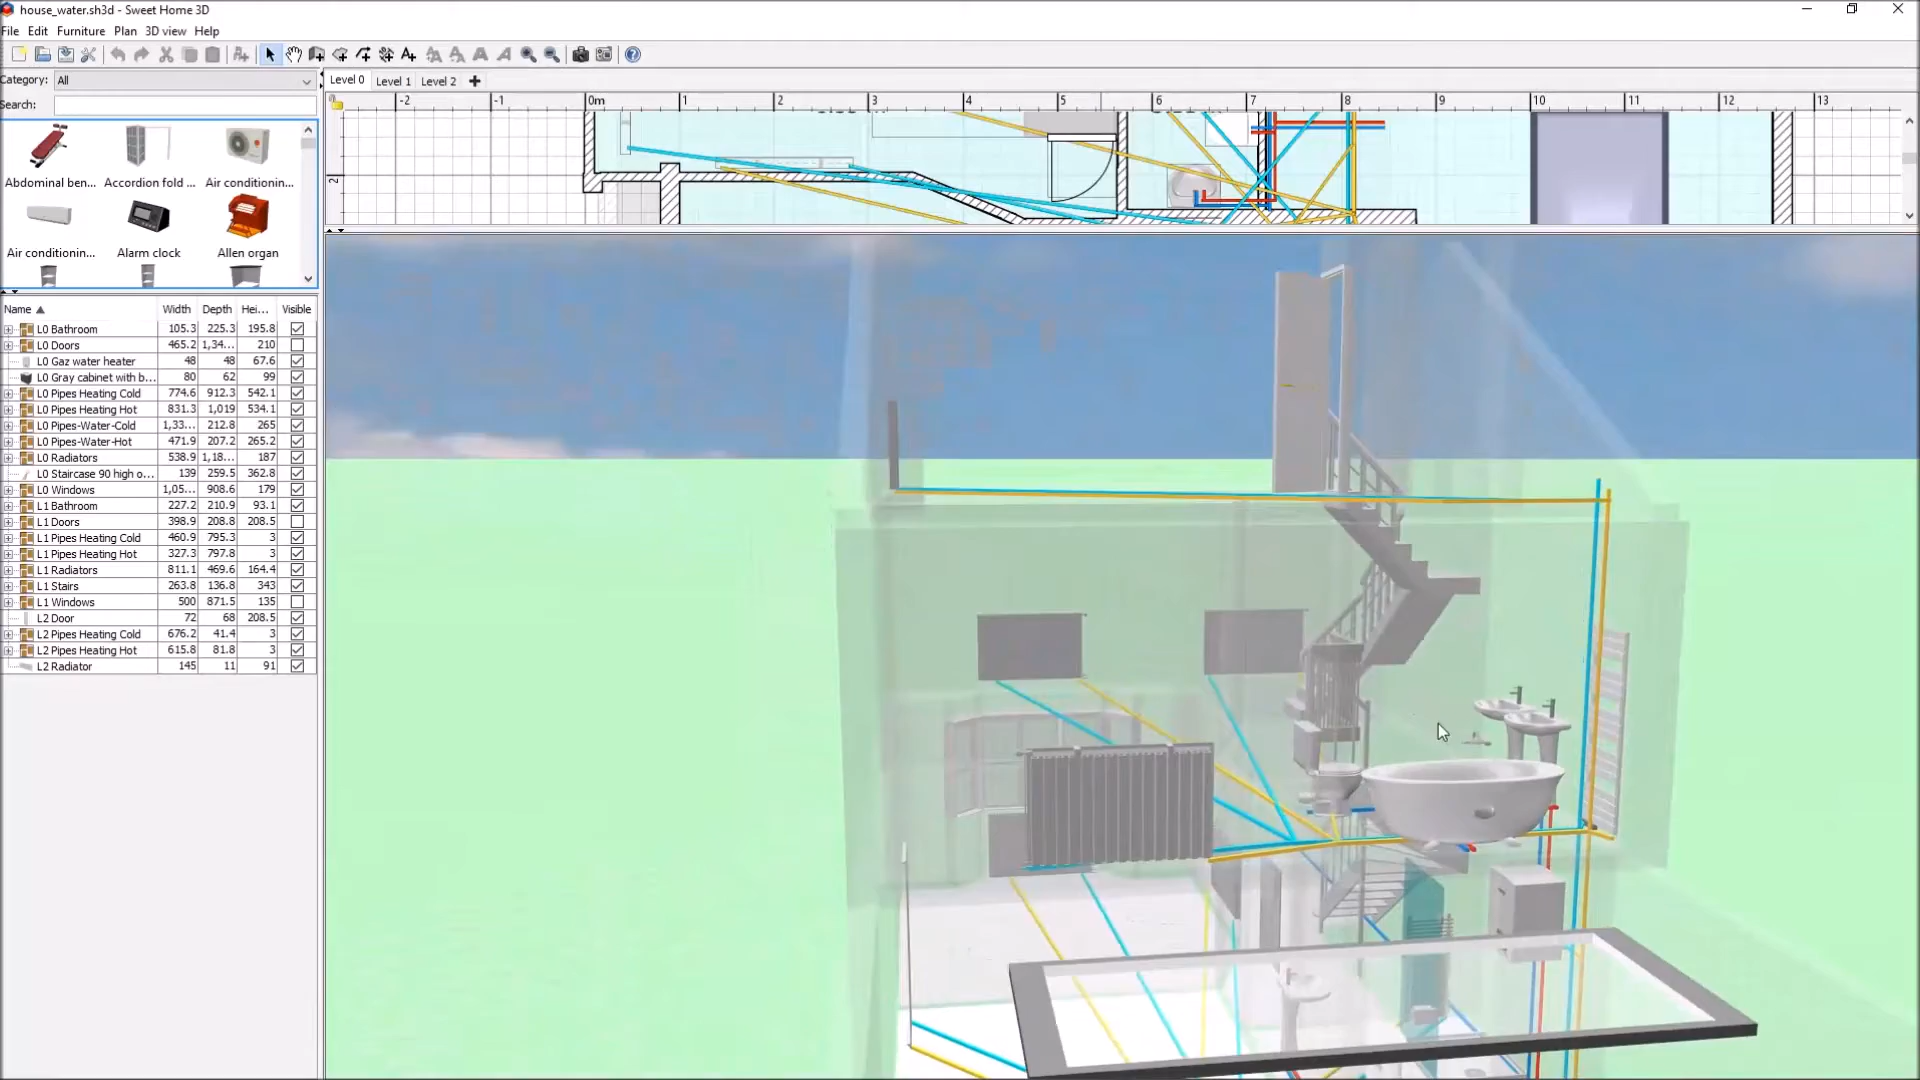 house_water.sh3d - Sweet Home 3D
File Edit Furniture Plan 3D view Help
Category: All
Search:
Level 0 Level 1 Level 2
-2 -1 0m 1 2 3 4 5 6 7 8 9 10 11 12 13
2
Abdominal ben... Accordion fold ... Air conditionin...
Air conditionin... Alarm clock Allen organ
Name Width Depth Hei... Visible
L0 Bathroom 105.3 225.3 195.8
L0 Doors 465.2 1,34... 210
L0 Gaz water heater 48 48 67.6
L0 Gray cabinet with b... 80 62 99
L0 Pipes Heating Cold 774.6 912.3 542.1
L0 Pipes Heating Hot 831.3 1,019 534.1
L0 Pipes-Water-Cold 1,33... 212.8 265
L0 Pipes-Water-Hot 471.9 207.2 265.2
L0 Radiators 538.9 1,18... 187
L0 Staircase 90 high o... 139 259.5 362.8
L0 Windows 1,05... 908.6 179
L1 Bathroom 227.2 210.9 93.1
L1 Doors 398.9 208.8 208.5
L1 Pipes Heating Cold 460.9 795.3 3
L1 Pipes Heating Hot 327.3 797.8 3
L1 Radiators 811.1 469.6 164.4
L1 Stairs 263.8 136.8 343
L1 Windows 500 871.5 135
L2 Door 72 68 208.5
L2 Pipes Heating Cold 676.2 41.4 3
L2 Pipes Heating Hot 615.8 81.8 3
L2 Radiator 145 11 91